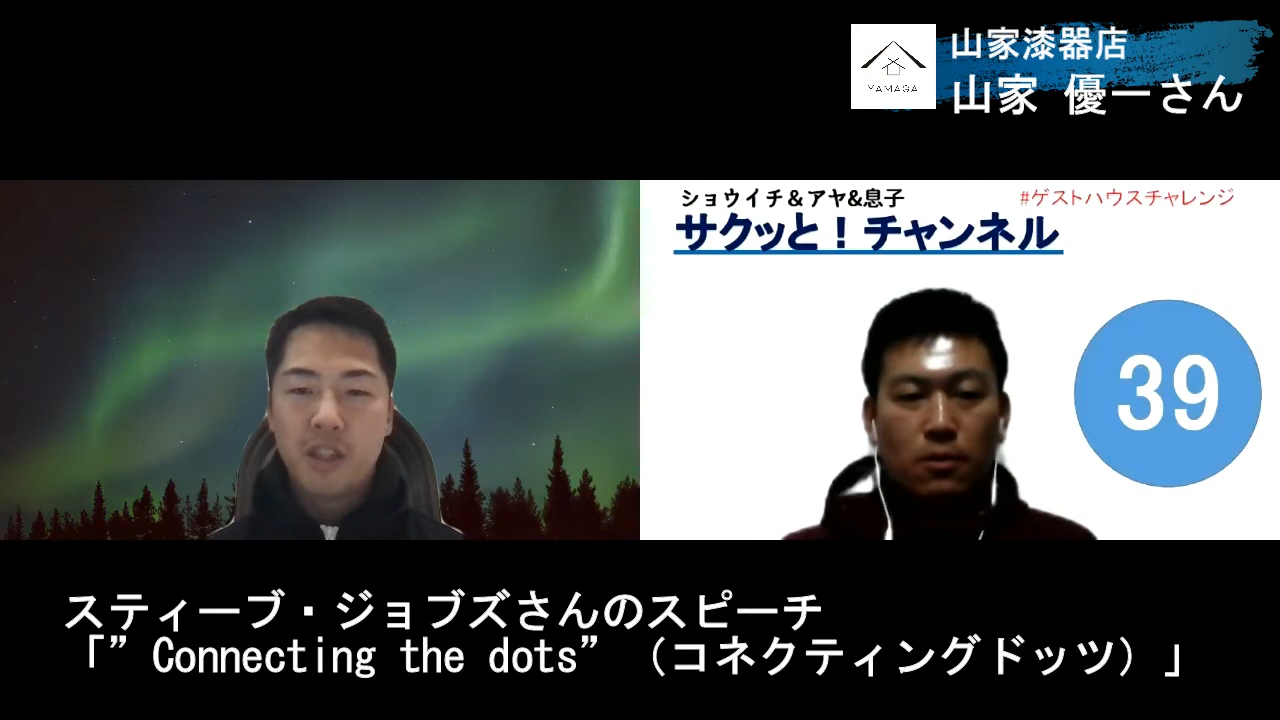 山家漆器店
山家 優一さん
YAMAGA
ショウイチ＆アヤ&息子
#ゲストハウスチャレンジ
サクッと！チャンネル
39
スティーブ・ジョブズさんのスピーチ
「”Connecting the dots”（コネクティングドッツ）」